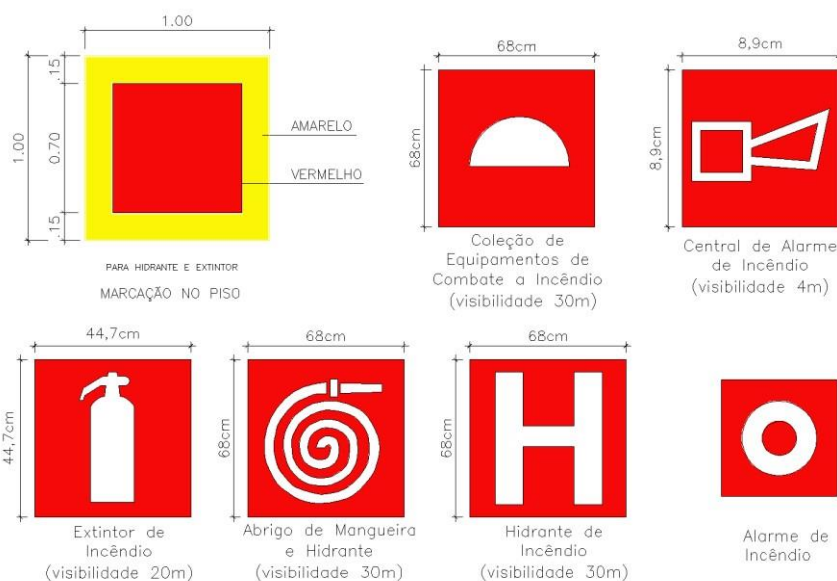 1.00
1.00
.15
0.70
.15
AMARELO
VERMELHO
PARA HIDRANTE E EXTINTOR
MARCAÇÃO NO PISO
68cm
68cm
Coleção de
Equipamentos de
Combate a Incêndio
(visibilidade 30m)
8,9cm
8,9cm
Central de Alarme
de Incêndio
(visibilidade 4m)
44,7cm
44,7cm
Extintor de
Incêndio
(visibilidade 20m)
68cm
68cm
Abrigo de Mangueira
e Hidrante
(visibilidade 30m)
68cm
68cm
H
Hidrante de
Incêndio
(visibilidade 30m)
Alarme de
Incêndio